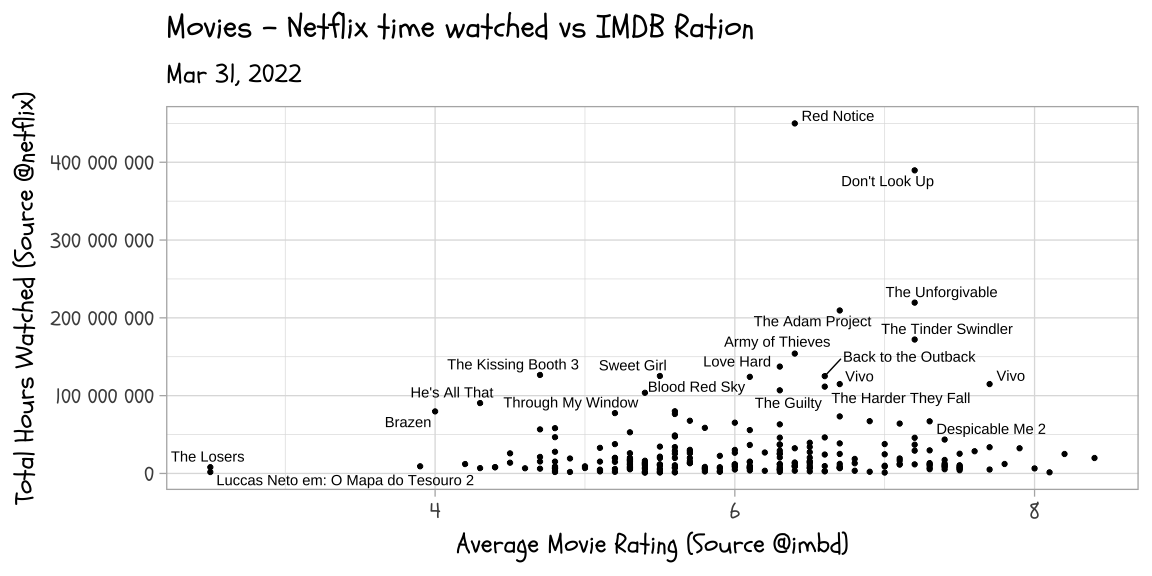 Movies - Netflix time watched vs IMDB Ration
Mar 31, 2022
Total Hours Watched (Source @netflix)
400 000 000
300 000 000
200 000 000
100 000 000
0
Red Notice
Don't Look Up
The Unforgivable
The Adam Project
The Tinder Swindler
Army of Thieves
Back to the Outback
The Kissing Booth 3
Sweet Girl
Love Hard
Vivo
Vivo
He's All That
Blood Red Sky
Through My Window
The Guilty
The Harder They Fall
Brazen
Despicable Me 2
The Losers
Luccas Neto em: O Mapa do Tesouro 2
4
6
8
Average Movie Rating (Source @imbd)